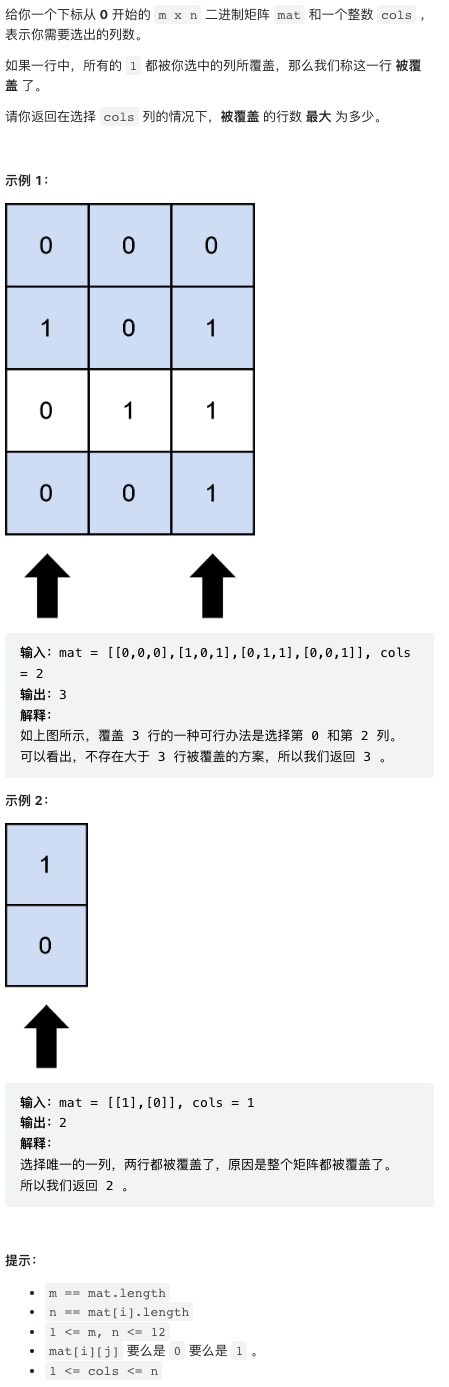 给你一个下标从 0 开始的 m x n 二进制矩阵 mat 和一个整数 cols ，
表示你需要选出的列数。
如果一行中，所有的 1 都被你选中的列所覆盖，那么我们称这一行 被覆
盖 了。
请你返回在选择 cols 列的情况下，被覆盖 的行数 最大 为多少。
示例 1：
0 0 0
1 0 1
0 1 1
0 0 1
输入：mat = [[0,0,0],[1,0,1],[0,1,1],[0,0,1]], cols
= 2
输出：3
解释：
如上图所示，覆盖 3 行的一种可行办法是选择第 0 和第 2 列。
可以看出，不存在大于 3 行被覆盖的方案，所以我们返回 3 。
示例 2：
1
0
输入：mat = [[1],[0]], cols = 1
输出：2
解释：
选择唯一的一列，两行都被覆盖了，原因是整个矩阵都被覆盖了。
所以我们返回 2 。
提示：
• m == mat.length
• n == mat[i].length
• 1 <= m, n <= 12
• mat[i][j] 要么是 0 要么是 1 。
• 1 <= cols <= n